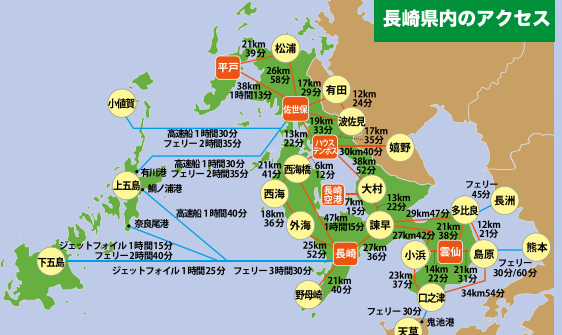 長崎県内のアクセス
21km
39分
松浦
平戸
26km
58分
17km
29分
有田
12km
24分
38km
1時間13分
小値賀
佐世保
波佐見
19km
33分
17km
35分
高速船 1時間30分
フェリー 2時間35分
13km
22分
ハウス
テンボス
30km40分
嬉野
高速船 1時間30分
フェリー 2時間35分
有川港
21km
41分
西海橋
6km
12分
38km
52分
上五島
鯛ノ浦港
西海
長崎
空港
大村
13km
22分
フェリー
45分
長洲
高速船 1時間40分
18km
36分
外海
47km
1時間15分
7km
15分
諫早
29km47分
多比良
奈良尾港
27km42分
21km
38分
12km
21分
ジェットフォイル 1時間15分
フェリー 2時間40分
25km
52分
長崎
27km
36分
小浜
雲仙
島原
熊本
下五島
ジェットフォイル 1時間25分
フェリー 3時間30分
23km
37分
14km
22分
21km
31分
フェリー
30分/60分
野母崎
21km
40分
口之津
34km54分
フェリー 30分
鬼池港
天草